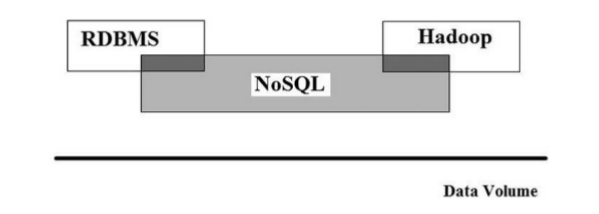 RDBMS
Hadoop
NoSQL
Data Volume